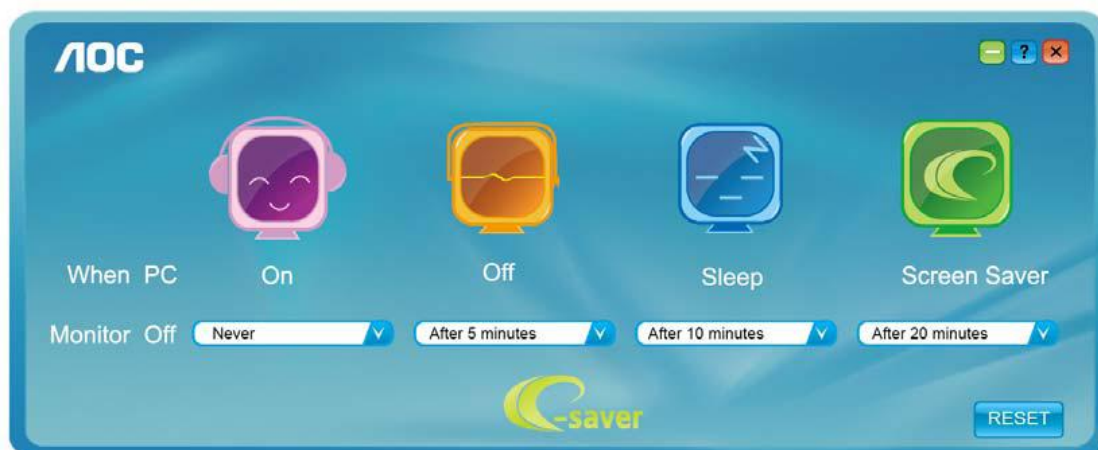 AOC
?
When PC On Off Sleep Screen Saver
Monitor Off Never After 5 minutes After 10 minutes After 20 minutes
e-saver
RESET